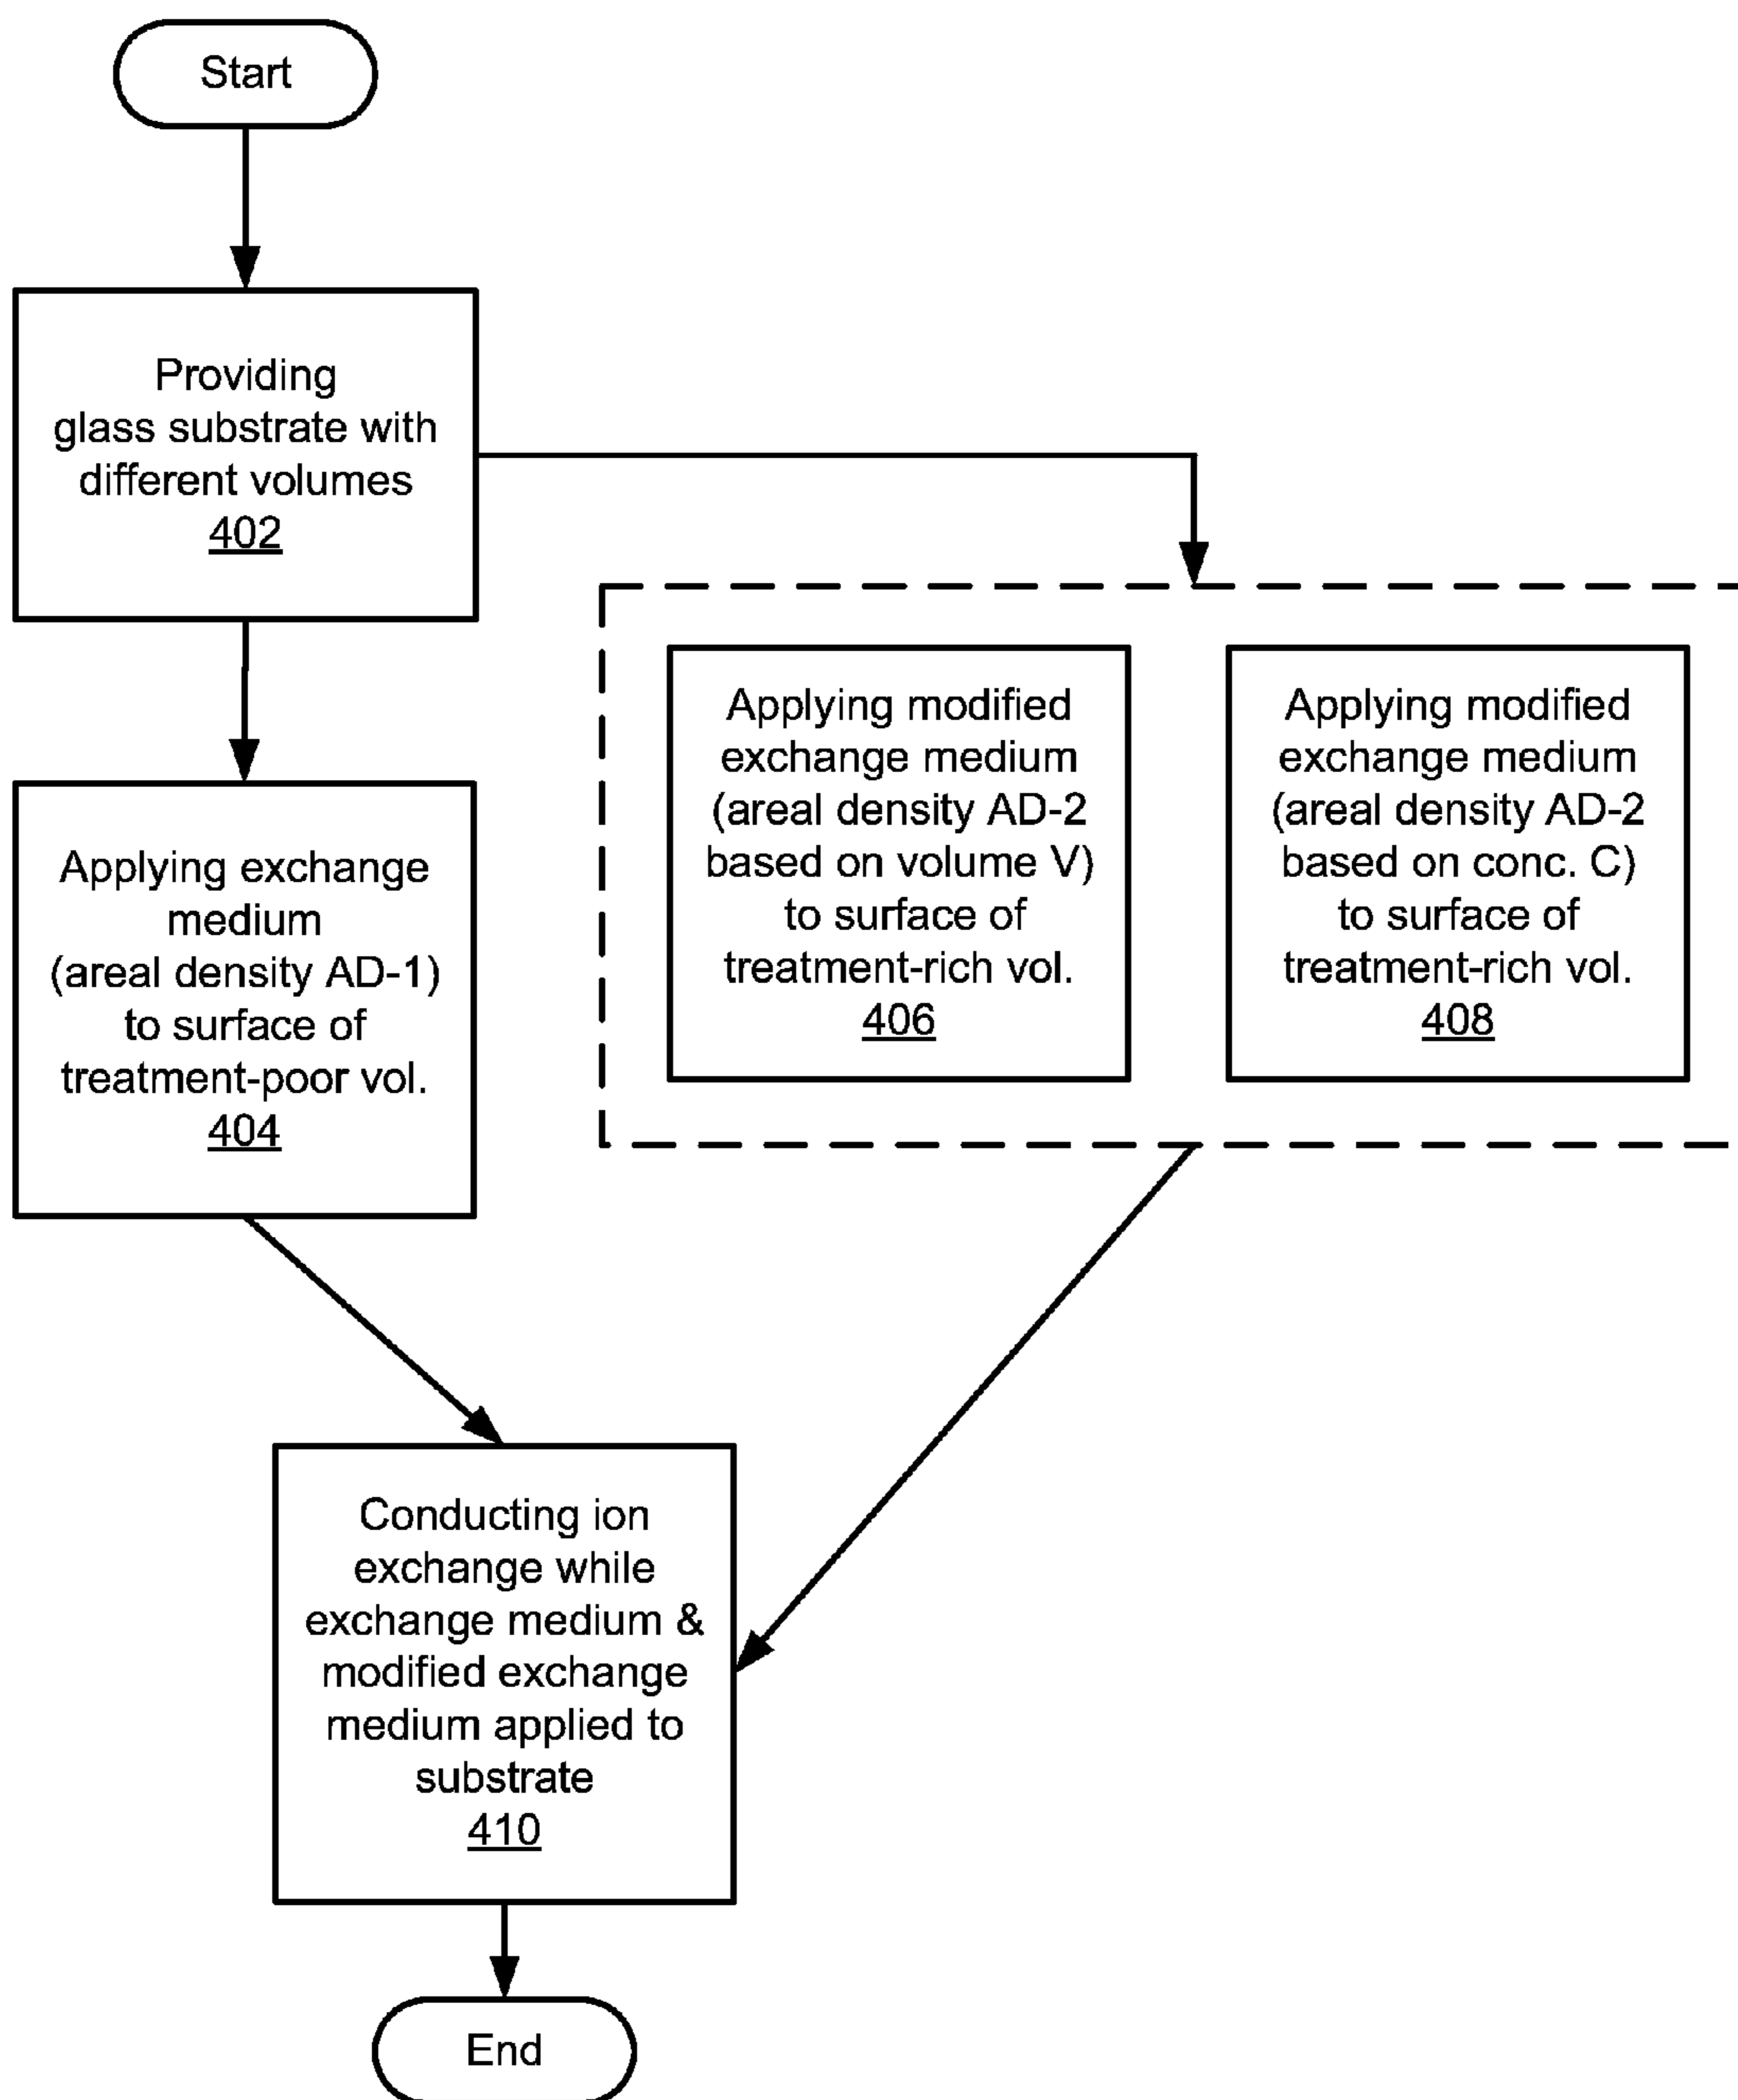 Start
Providing
glass substrate with
different volumes
402
Applying exchange
medium
(areal density AD-1)
to surface of
treatment-poor vol.
404
Applying modified
exchange medium
(areal density AD-2
based on volume V)
to surface of
treatment-rich vol.
406
Applying modified
exchange medium
(areal density AD-2
based on conc. C)
to surface of
treatment-rich vol.
408
Conducting ion
exchange while
exchange medium &
modified exchange
medium applied to
substrate
410
End